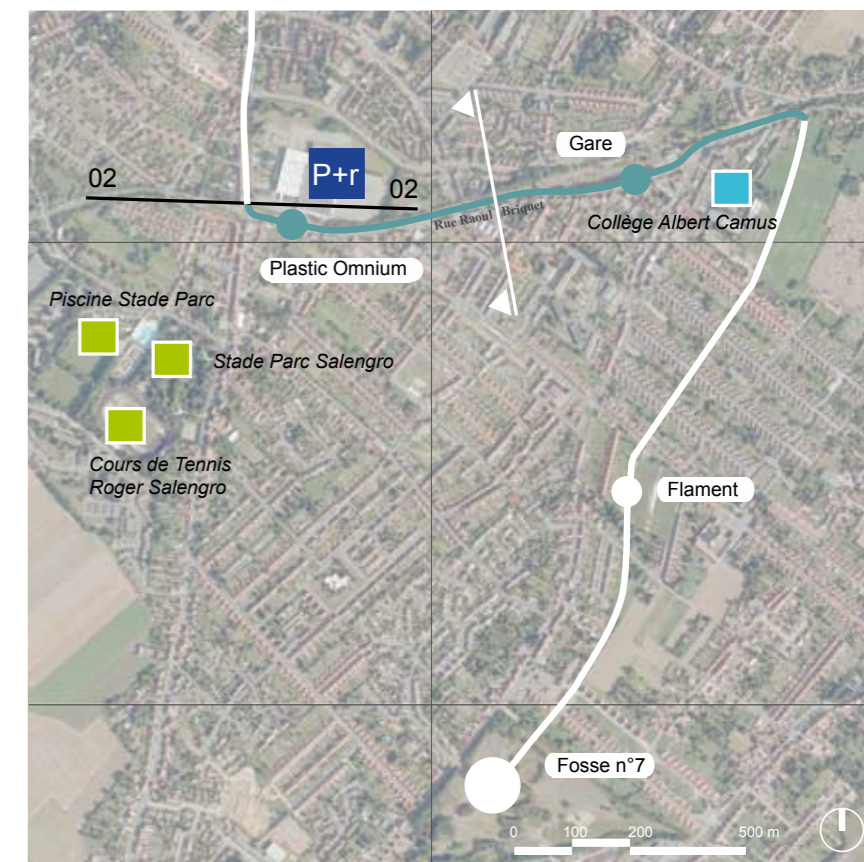 Gare
02
P+r
02
Rue Raoul Briquet
Collège Albert Camus
Plastic Omnium
Piscine Stade Parc
Stade Parc Salengro
Cours de Tennis
Roger Salengro
Flament
Fosse n°7
0 100 200 500 m